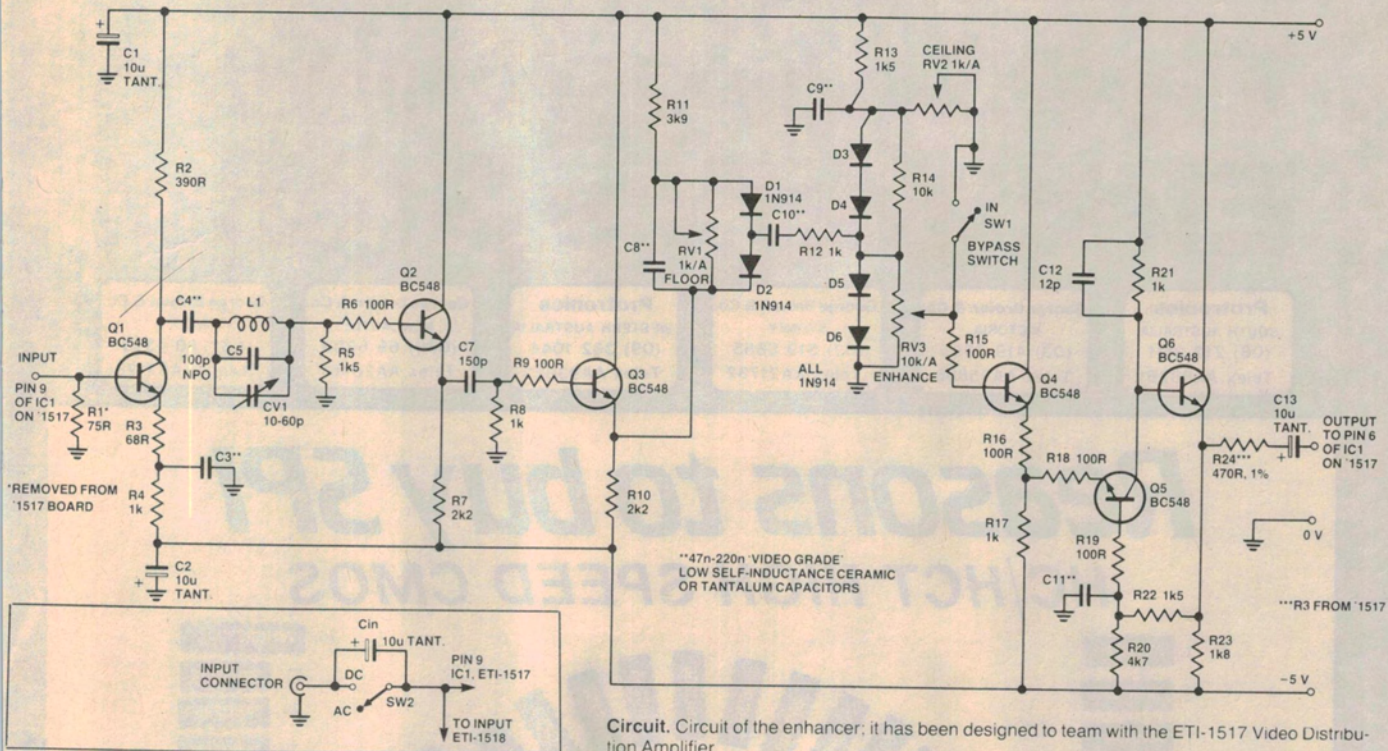 +5 V
+
C1
10u
TANT.
R2
390R
Q1
BC548
INPUT
PIN 9
OF IC1
ON '1517
R1*
75R
*REMOVED FROM
'1517 BOARD
R3
68R
R4
1k
C3**
C2
10u
TANT.
+
C4**
L1
100p
NPO
C5
CV1
10-60p
R5
1k5
R6 100R
Q2
BC548
C7
150p
R7
2k2
R8
1k
R9 100R
Q3
BC548
R10
2k2
R11
3k9
C8**
RV1
1k/A
FLOOR
D1
1N914
C10**
D2
1N914
R12 1k
R13
1k5
C9**
CEILING
RV2 1k/A
D3
D4
D5
D6
ALL
1N914
R14
10k
RV3
10k/A
ENHANCE
IN
SW1
BYPASS
SWITCH
R15
100R
Q4
BC548
R16
100R
R17
1k
R18 100R
Q5
BC548
R19
100R
C11**
R20
4k7
R22 1k5
R23
1k8
C12
12p
R21
1k
Q6
BC548
R24***
470R, 1%
C13
10u
TANT.
+
OUTPUT
TO PIN 6
OF IC1
ON '1517
0 V
***R3 FROM '1517
-5 V
**47n-220n 'VIDEO GRADE'
LOW SELF-INDUCTANCE CERAMIC
OR TANTALUM CAPACITORS
INPUT
CONNECTOR
Cin
+
10u TANT.
DC
AC
SW2
PIN 9
IC1, ETI-1517
TO INPUT
ETI-1518
Circuit. Circuit of the enhancer; it has been designed to team with the ETI-1517 Video Distribu-
tion Amplifier